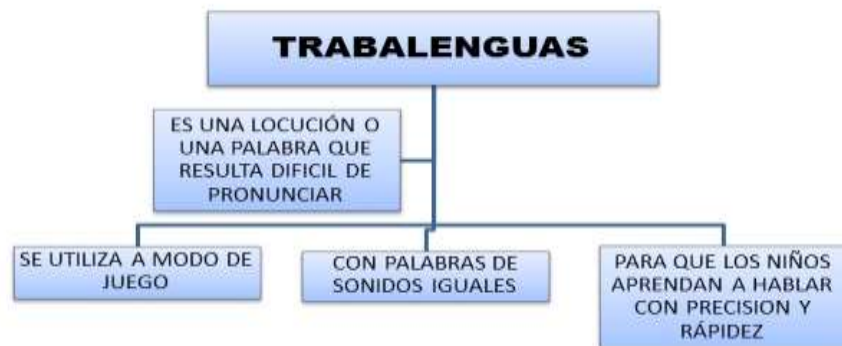 TRABALENGUAS
ES UNA LOCUCIÓN O
UNA PALABRA QUE
RESULTA DIFICIL DE
PRONUNCIAR
SE UTILIZA A MODO DE
JUEGO
CON PALABRAS DE
SONIDOS IGUALES
PARA QUE LOS NIÑOS
APRENDAN A HABLAR
CON PRECISION Y
RÁPIDEZ